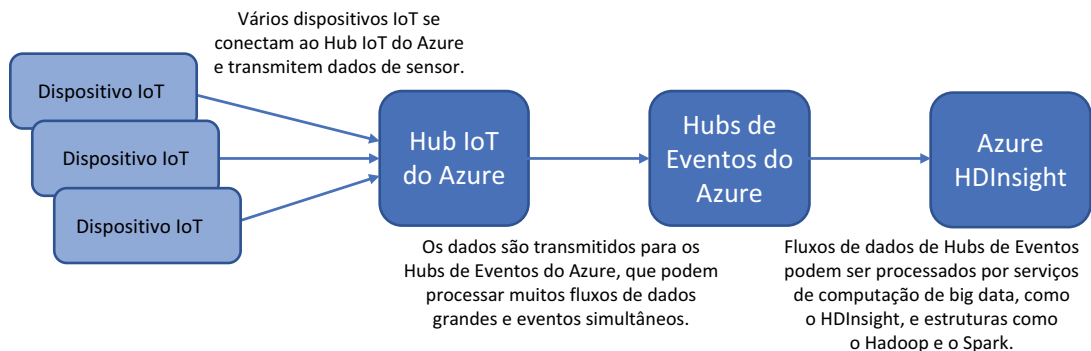 Vários dispositivos IoT se
conectam ao Hub IoT do Azure
e transmitem dados de sensor.
Dispositivo IoT
Dispositivo IoT
Dispositivo IoT
Hub IoT
do Azure
Hubs de
Eventos do
Azure
Azure
HDInsight
Os dados são transmitidos para os
Hubs de Eventos do Azure, que podem
processar muitos fluxos de dados
grandes e eventos simultâneos.
Fluxos de dados de Hubs de Eventos
podem ser processados por serviços
de computação de big data, como
o HDInsight, e estruturas como
o Hadoop e o Spark.